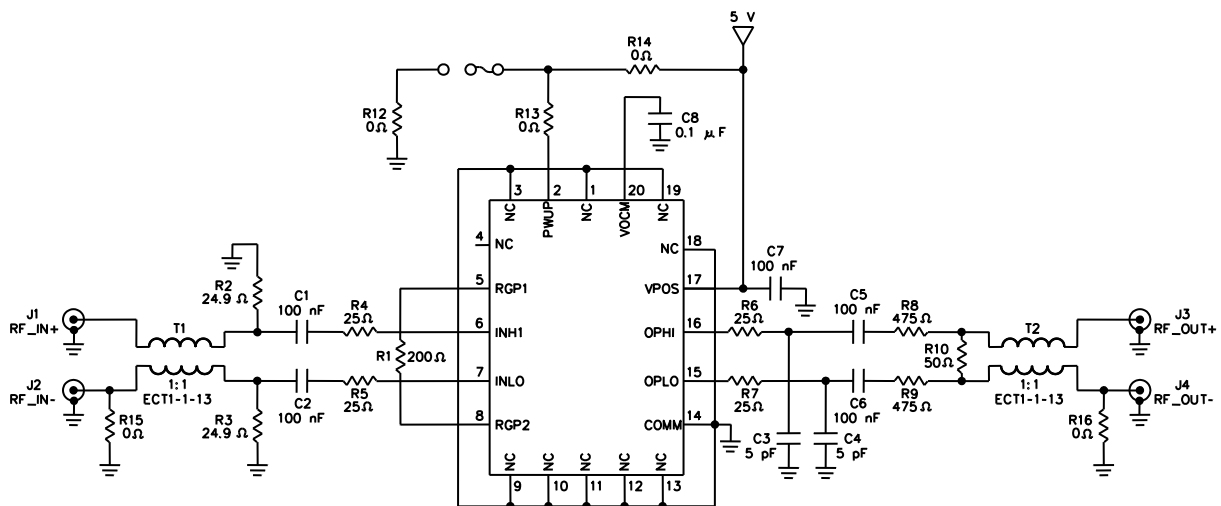 5 V
R14
0Ω
R12
0Ω
R13
0Ω
C8
0.1 μF
3
2
1
20
19
NC
PWUP
NC
VOCM
NC
4
NC
NC
18
R2
24.9 Ω
C1
100 nF
R4
25Ω
5
RGP1
VPOS
17
C7
100 nF
J1
RF_IN+
T1
6
INH1
OPHI
16
R6
25Ω
C5
100 nF
R8
475Ω
T2
J3
RF_OUT+
R1
200Ω
R10
50Ω
J2
RF_IN-
1:1
ECT1-1-13
7
INLO
OPLO
15
1:1
ECT1-1-13
J4
RF_OUT-
R15
0Ω
R3
24.9 Ω
C2
100 nF
R5
25Ω
R7
25Ω
C6
100 nF
R9
475Ω
8
RGP2
COMM
14
C3
5 pF
C4
5 pF
R16
0Ω
NC
NC
NC
NC
NC
9
10
11
12
13